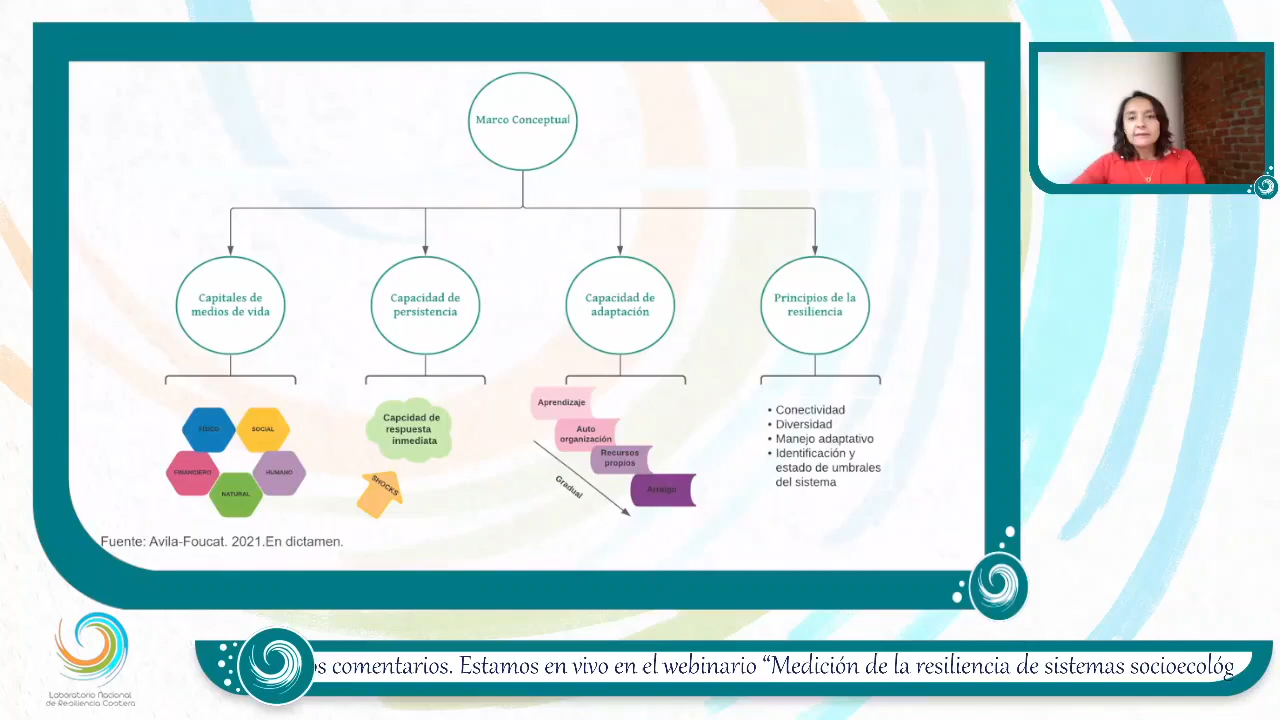 Marco Conceptual
Capitales de
medios de vida
Capacidad de
persistencia
Capacidad de
adaptación
Principios de la
resiliencia
FÍSICO
SOCIAL
FINANCIERO
HUMANO
NATURAL
Capcidad de
respuesta
inmediata
SHOCKS
Aprendizaje
Auto
organización
Recursos
propios
Arraigo
Gradual
• Conectividad
• Diversidad
• Manejo adaptativo
• Identificación y
estado de umbrales
del sistema
Fuente: Avila-Foucat. 2021.En dictamen.
os comentarios. Estamos en vivo en el webinario “Medición de la resiliencia de sistemas socioecológ
Laboratorio Nacional
de Resiliencia Costera